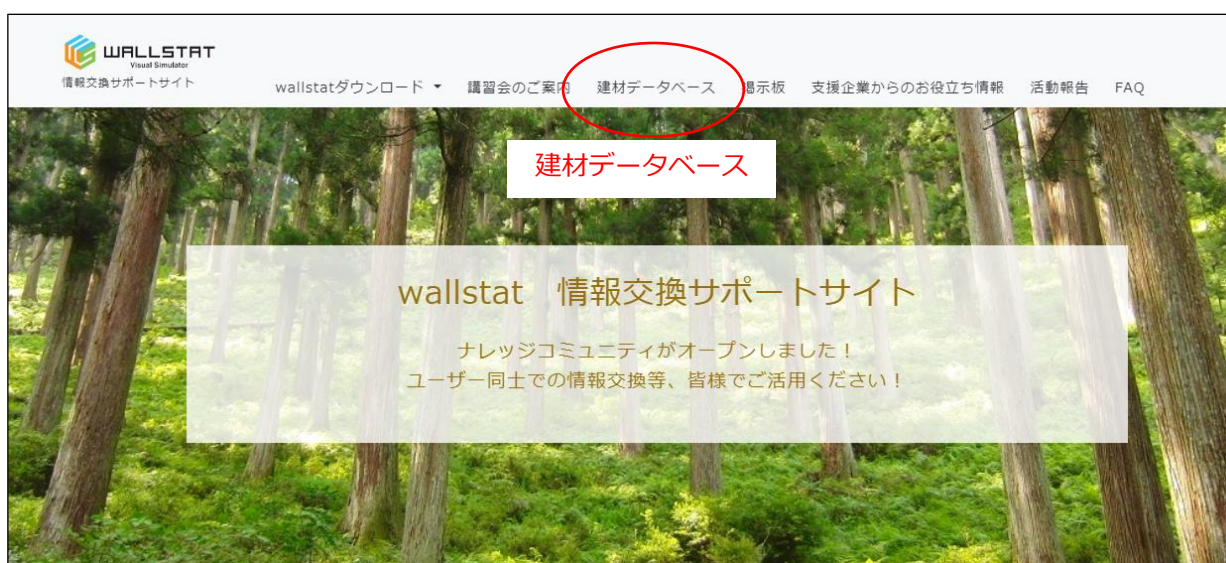 WALLSTAT
Visual Simulator
情報交換サポートサイト
wallstatダウンロード 講習会のご案内 建材データベース 掲示板 支援企業からのお役立ち情報 活動報告 FAQ
建材データベース
wallstat 情報交換サポートサイト
ナレッジコミュニティがオープンしました!
ユーザー同士での情報交換等、皆様でご活用ください!